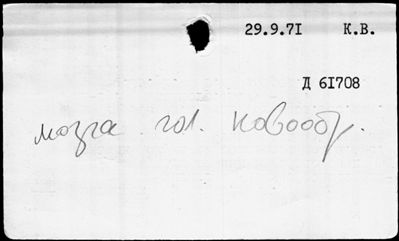 29.9.71 К.В.
Д 61708
мозга гол. новообр.